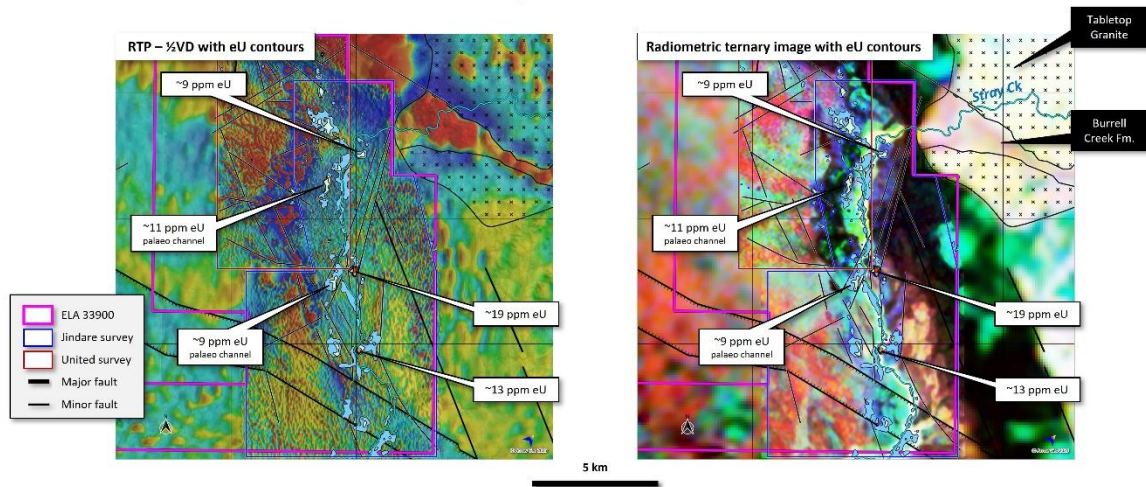 RTP – ½VD with eU contours
~9 ppm eU
~11 ppm eU
palaeo channel
~9 ppm eU
palaeo channel
~19 ppm eU
~13 ppm eU
ELA 33900
Jindare survey
United survey
Major fault
Minor fault
Radiometric ternary image with eU contours
~9 ppm eU
~11 ppm eU
palaeo channel
~9 ppm eU
palaeo channel
~19 ppm eU
~13 ppm eU
Stray Ck
Tabletop
Granite
Burrell
Creek Fm.
5 km